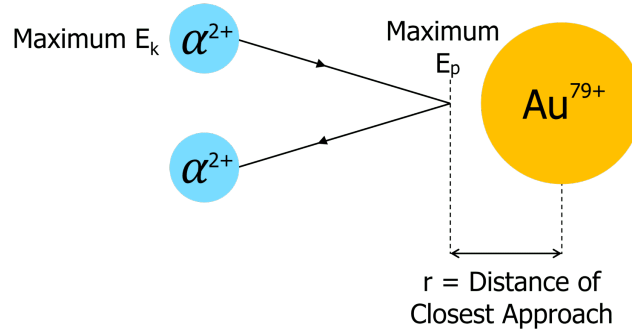 Maximum Eₖ
α²⁺
Maximum
Eₚ
Au⁷⁹⁺
α²⁺
r = Distance of
Closest Approach